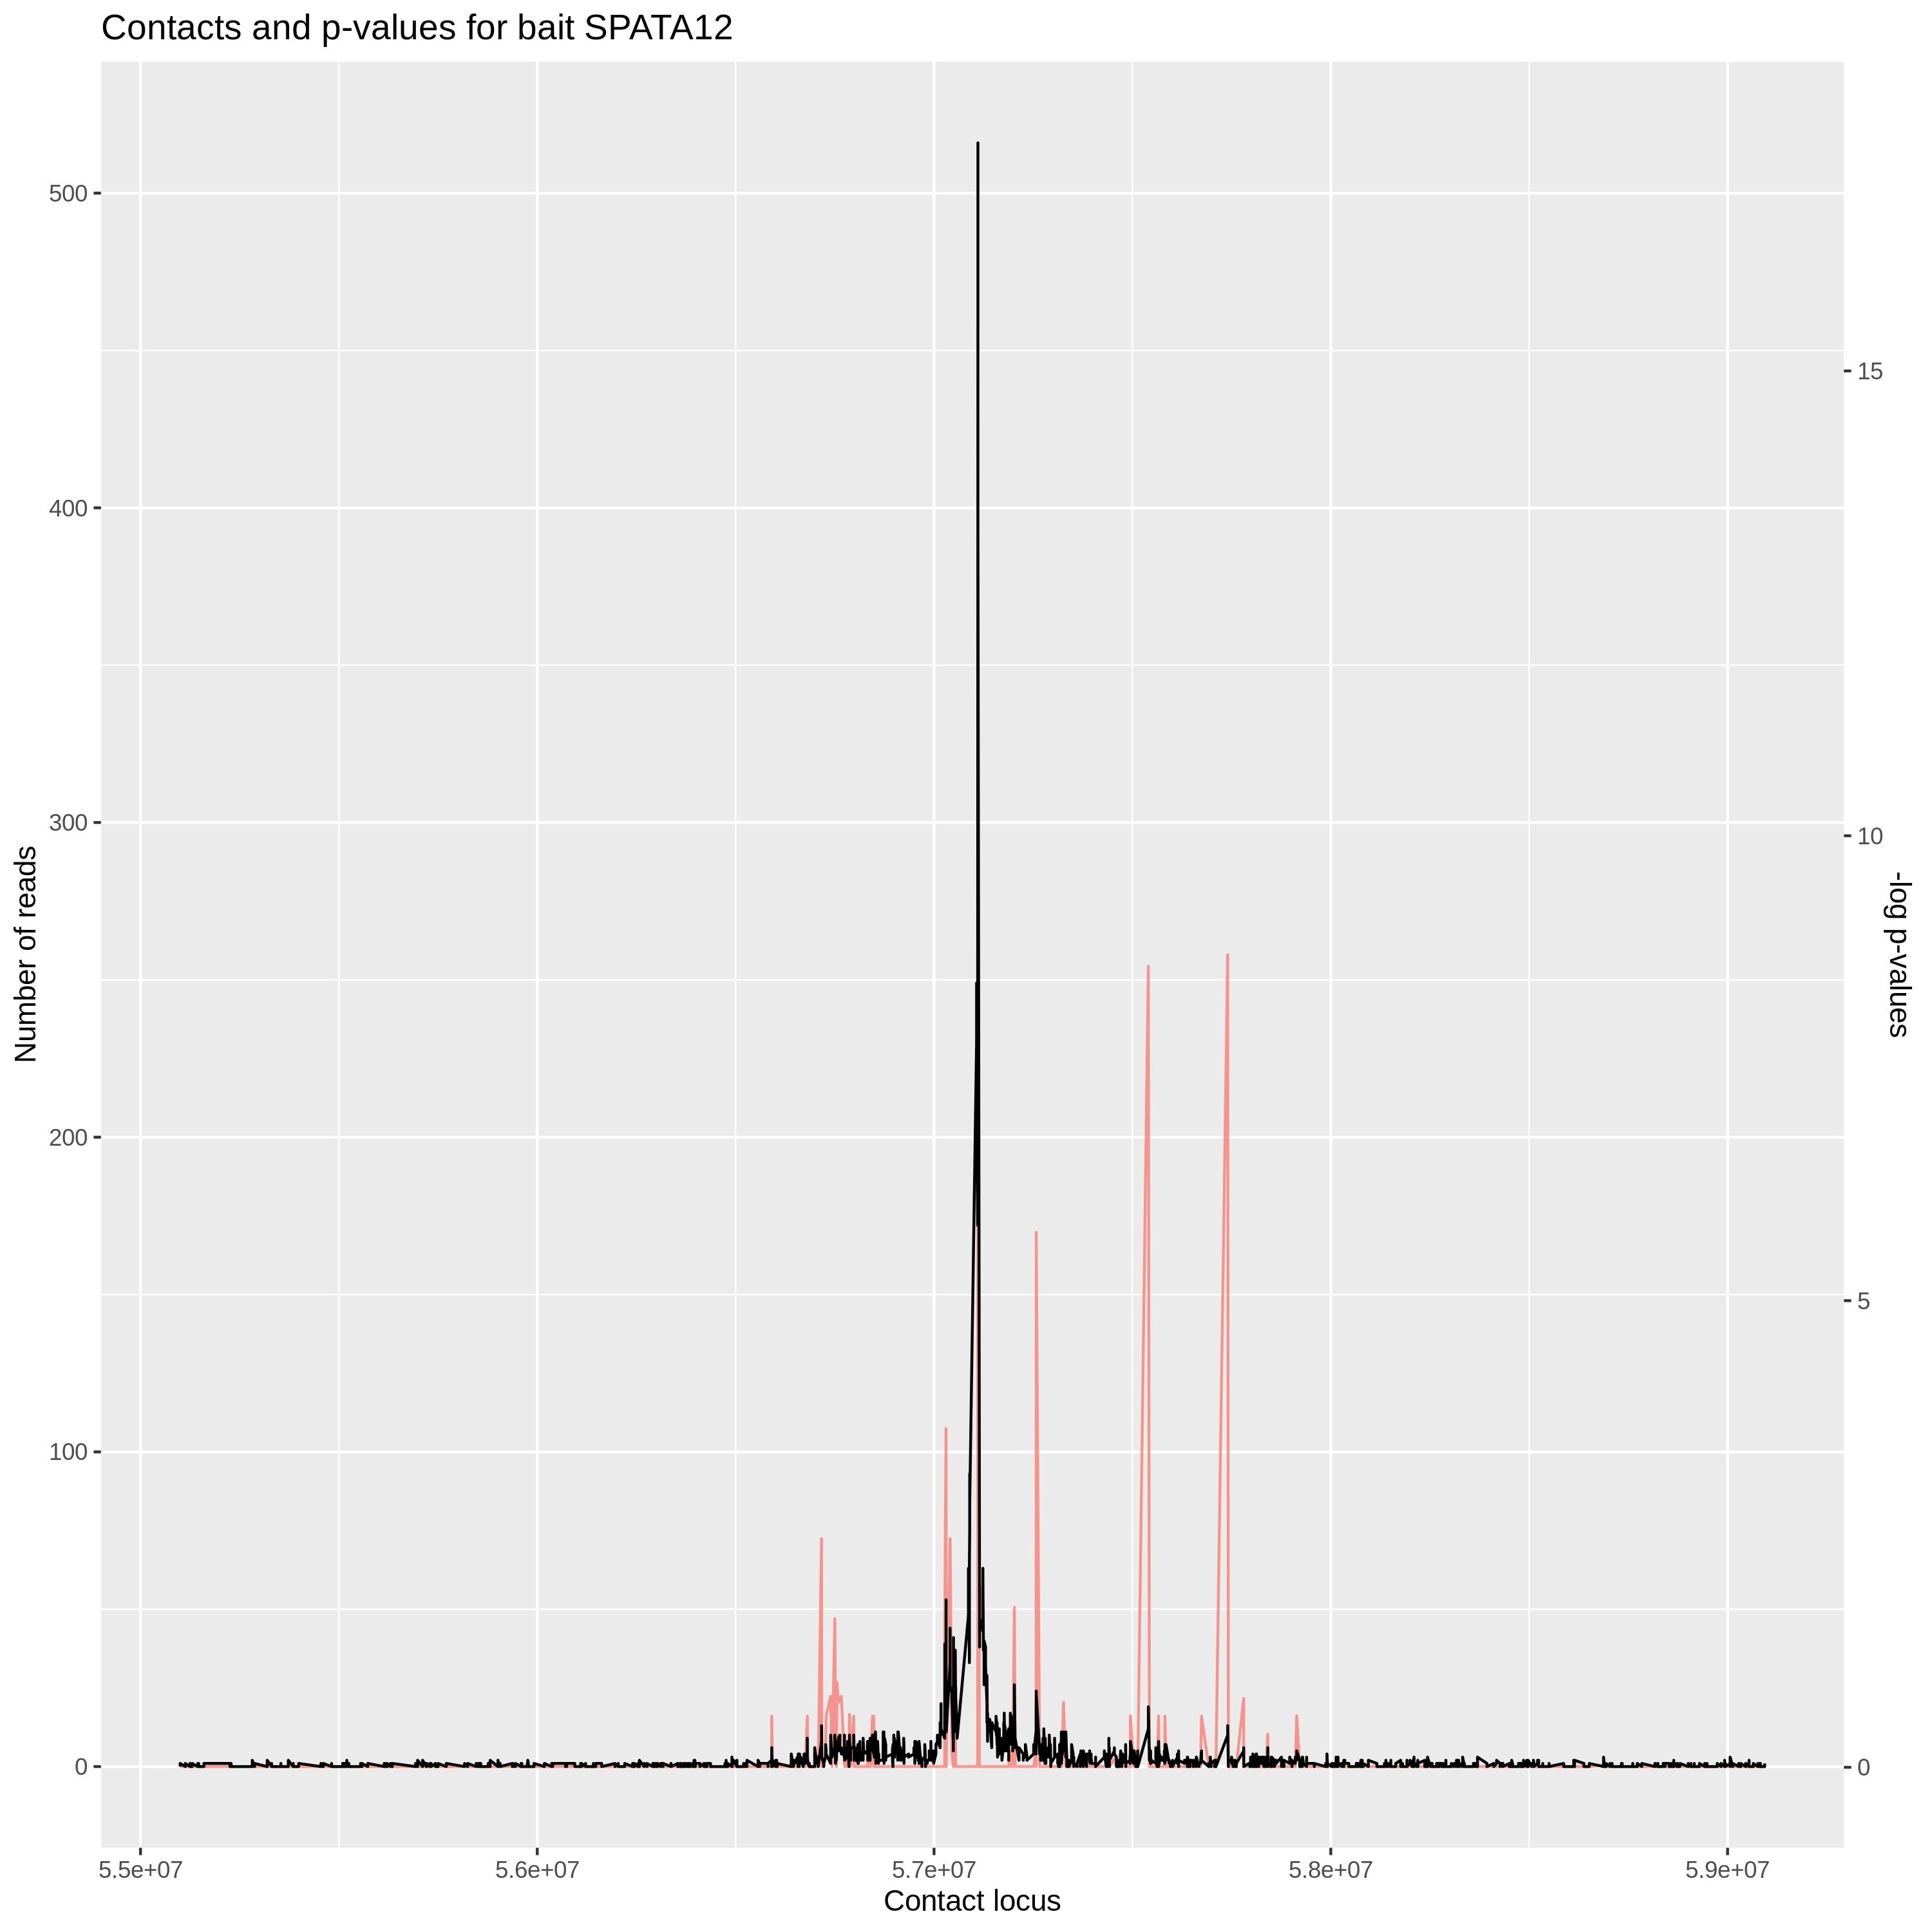 Contacts and p-values for bait SPATA12
500
400
300
200
100
0
Number of reads
15
10
5
0
-log p-values
5.5e+07
5.6e+07
5.7e+07
5.8e+07
5.9e+07
Contact locus